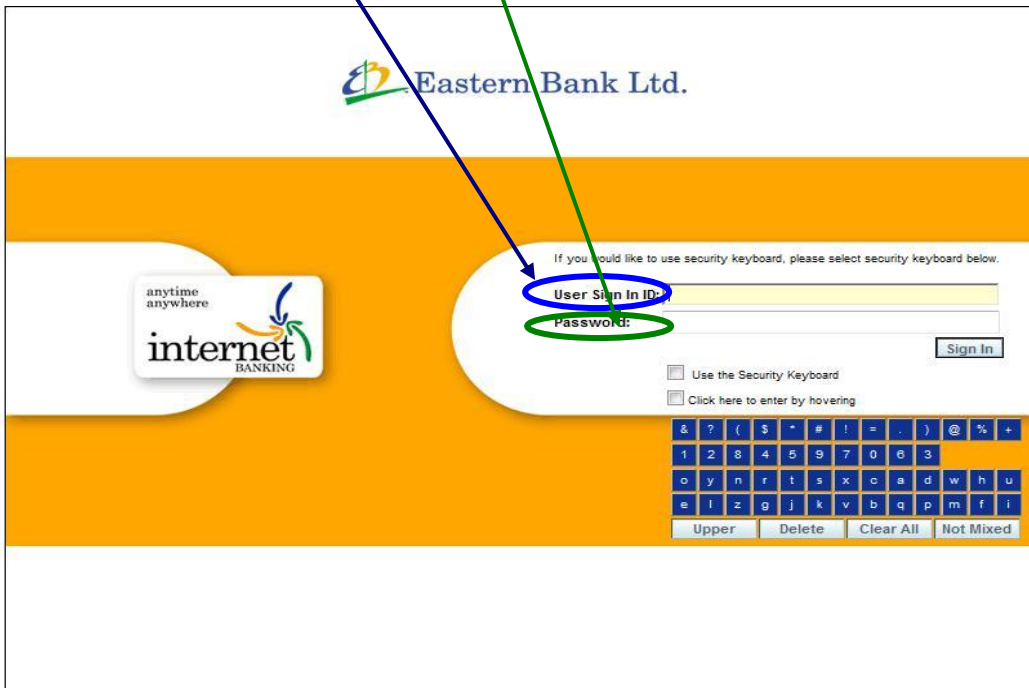 Eastern Bank Ltd.
If you would like to use security keyboard, please select security keyboard below.
anytime
anywhere
internet
BANKING
User Sign In ID:
Password:
Sign In
Use the Security Keyboard
Click here to enter by hovering
& ? ( $ * # ! = . ) @ % +
1 2 8 4 5 9 7 0 6 3
o y n r t s x c a d w h u
e l z g j k v b q p m f i
Upper Delete Clear All Not Mixed